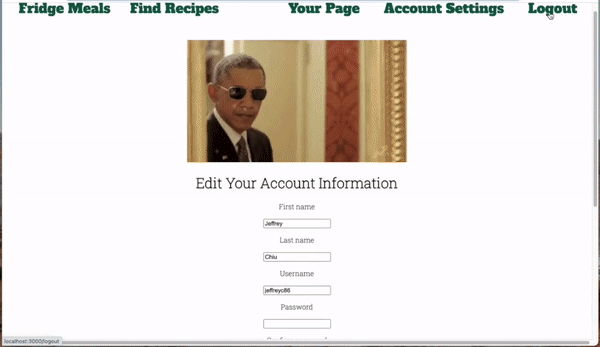 Fridge Meals Find Recipes Your Page Account Settings Logout
Edit Your Account Information
First name
Jeffrey
Last name
Chiu
Username
jeffreyc86
Password
localhost:3000/logout